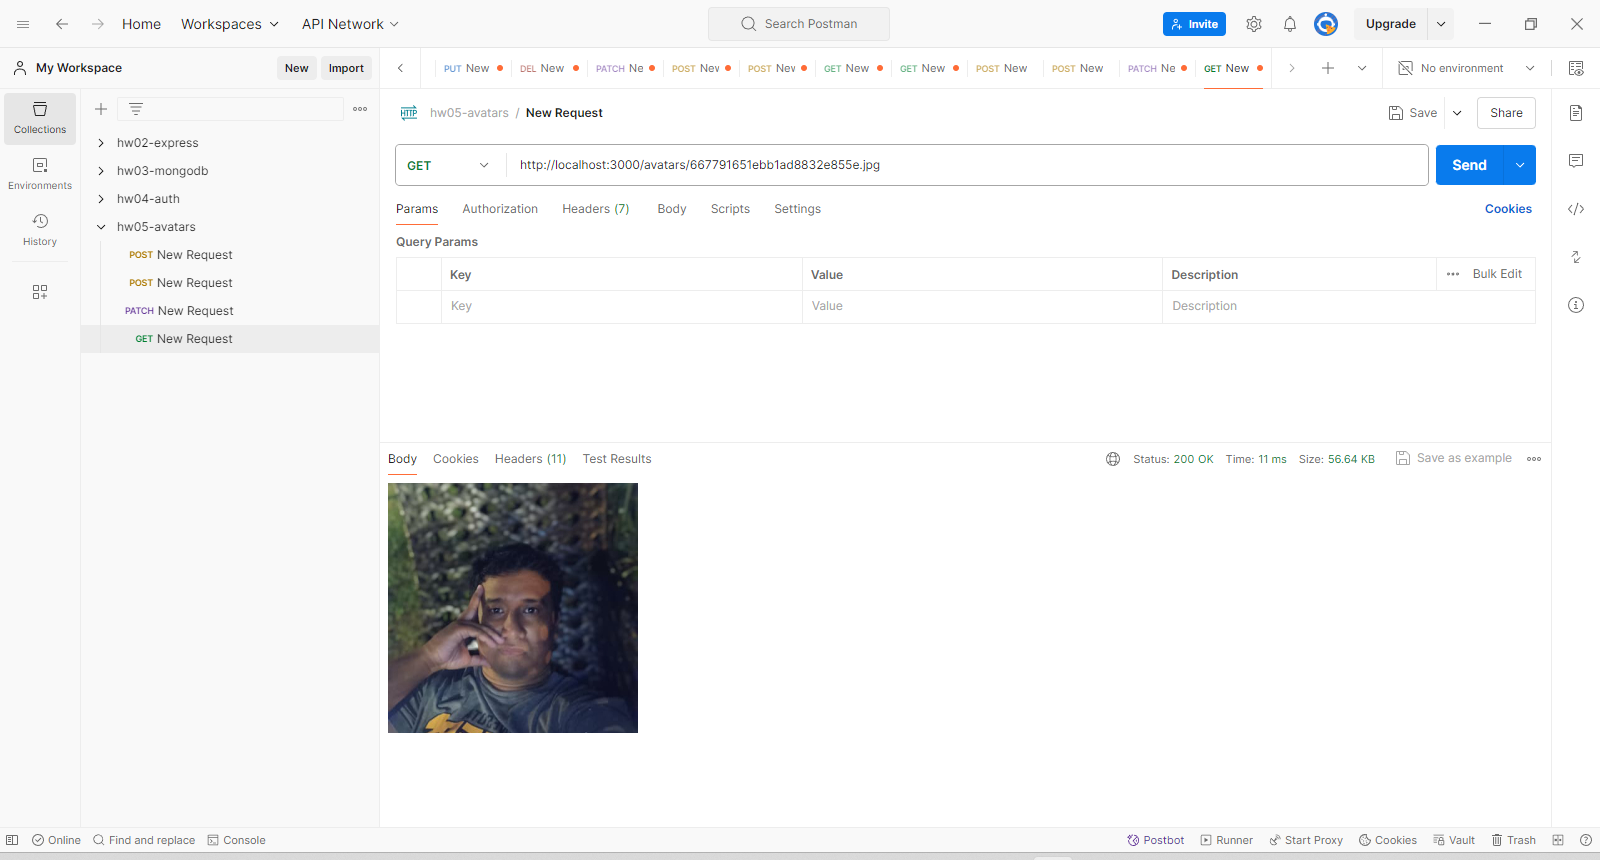 Home Workspaces API Network Search Postman Invite Upgrade
My Workspace New Import PUT New DEL New PATCH Ne POST New POST New GET New GET New POST New POST New PATCH Ne GET New No environment
Collections
Environments
History
hw02-express
hw03-mongodb
hw04-auth
hw05-avatars
POST New Request
POST New Request
PATCH New Request
GET New Request
HTTP hw05-avatars / New Request Save Share
GET http://localhost:3000/avatars/667791651ebb1ad8832e855e.jpg Send
Params Authorization Headers (7) Body Scripts Settings Cookies
Query Params
Key Value Description Bulk Edit
Key Value Description
Body Cookies Headers (11) Test Results Status: 200 OK Time: 11 ms Size: 56.64 KB Save as example
Online Find and replace Console Postbot Runner Start Proxy Cookies Vault Trash